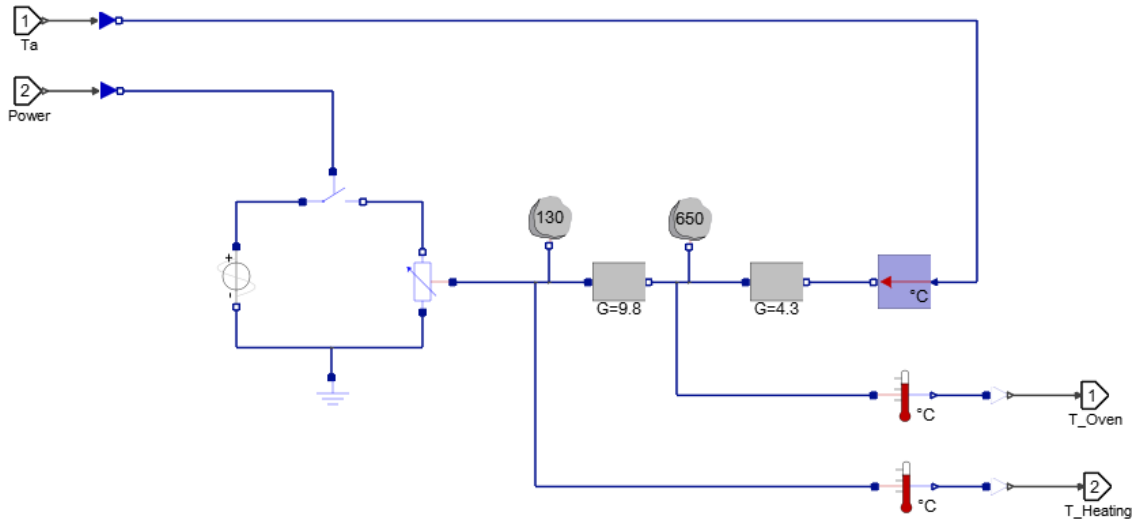 1
Ta
2
Power
130
650
+
-
G=9.8
G=4.3
°C
°C
1
T_Oven
°C
2
T_Heating